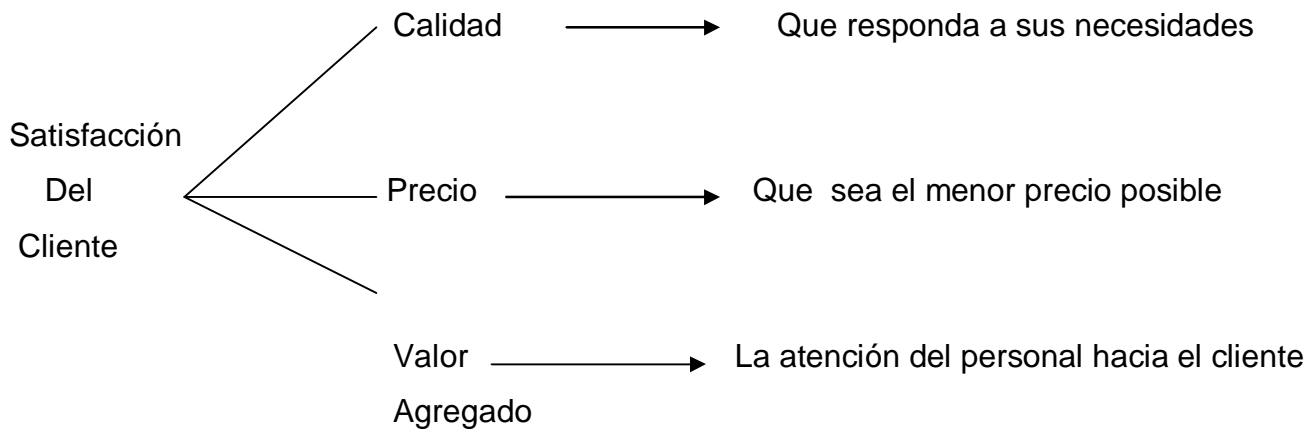 Calidad Que responda a sus necesidades
Satisfacción
Del
Cliente
Precio Que sea el menor precio posible
Valor La atención del personal hacia el cliente
Agregado